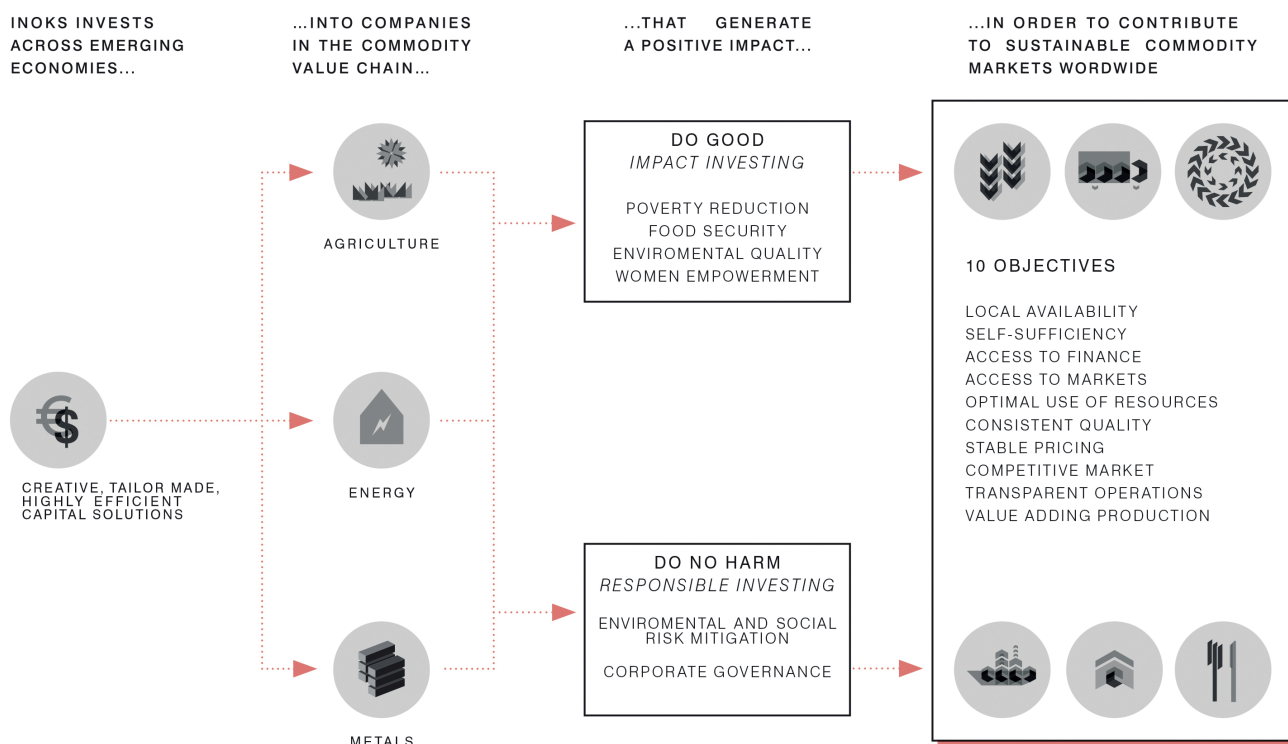 INOKS INVESTS
ACROSS EMERGING
ECONOMIES...
...INTO COMPANIES
IN THE COMMODITY
VALUE CHAIN...
...THAT GENERATE
A POSITIVE IMPACT...
...IN ORDER TO CONTRIBUTE
TO SUSTAINABLE COMMODITY
MARKETS WORDWIDE
€$
CREATIVE, TAILOR MADE,
HIGHLY EFFICIENT
CAPITAL SOLUTIONS
AGRICULTURE
ENERGY
METALS
DO GOOD
IMPACT INVESTING
POVERTY REDUCTION
FOOD SECURITY
ENVIROMENTAL QUALITY
WOMEN EMPOWERMENT
DO NO HARM
RESPONSIBLE INVESTING
ENVIROMENTAL AND SOCIAL
RISK MITIGATION
CORPORATE GOVERNANCE
10 OBJECTIVES
LOCAL AVAILABILITY
SELF-SUFFICIENCY
ACCESS TO FINANCE
ACCESS TO MARKETS
OPTIMAL USE OF RESOURCES
CONSISTENT QUALITY
STABLE PRICING
COMPETITIVE MARKET
TRANSPARENT OPERATIONS
VALUE ADDING PRODUCTION